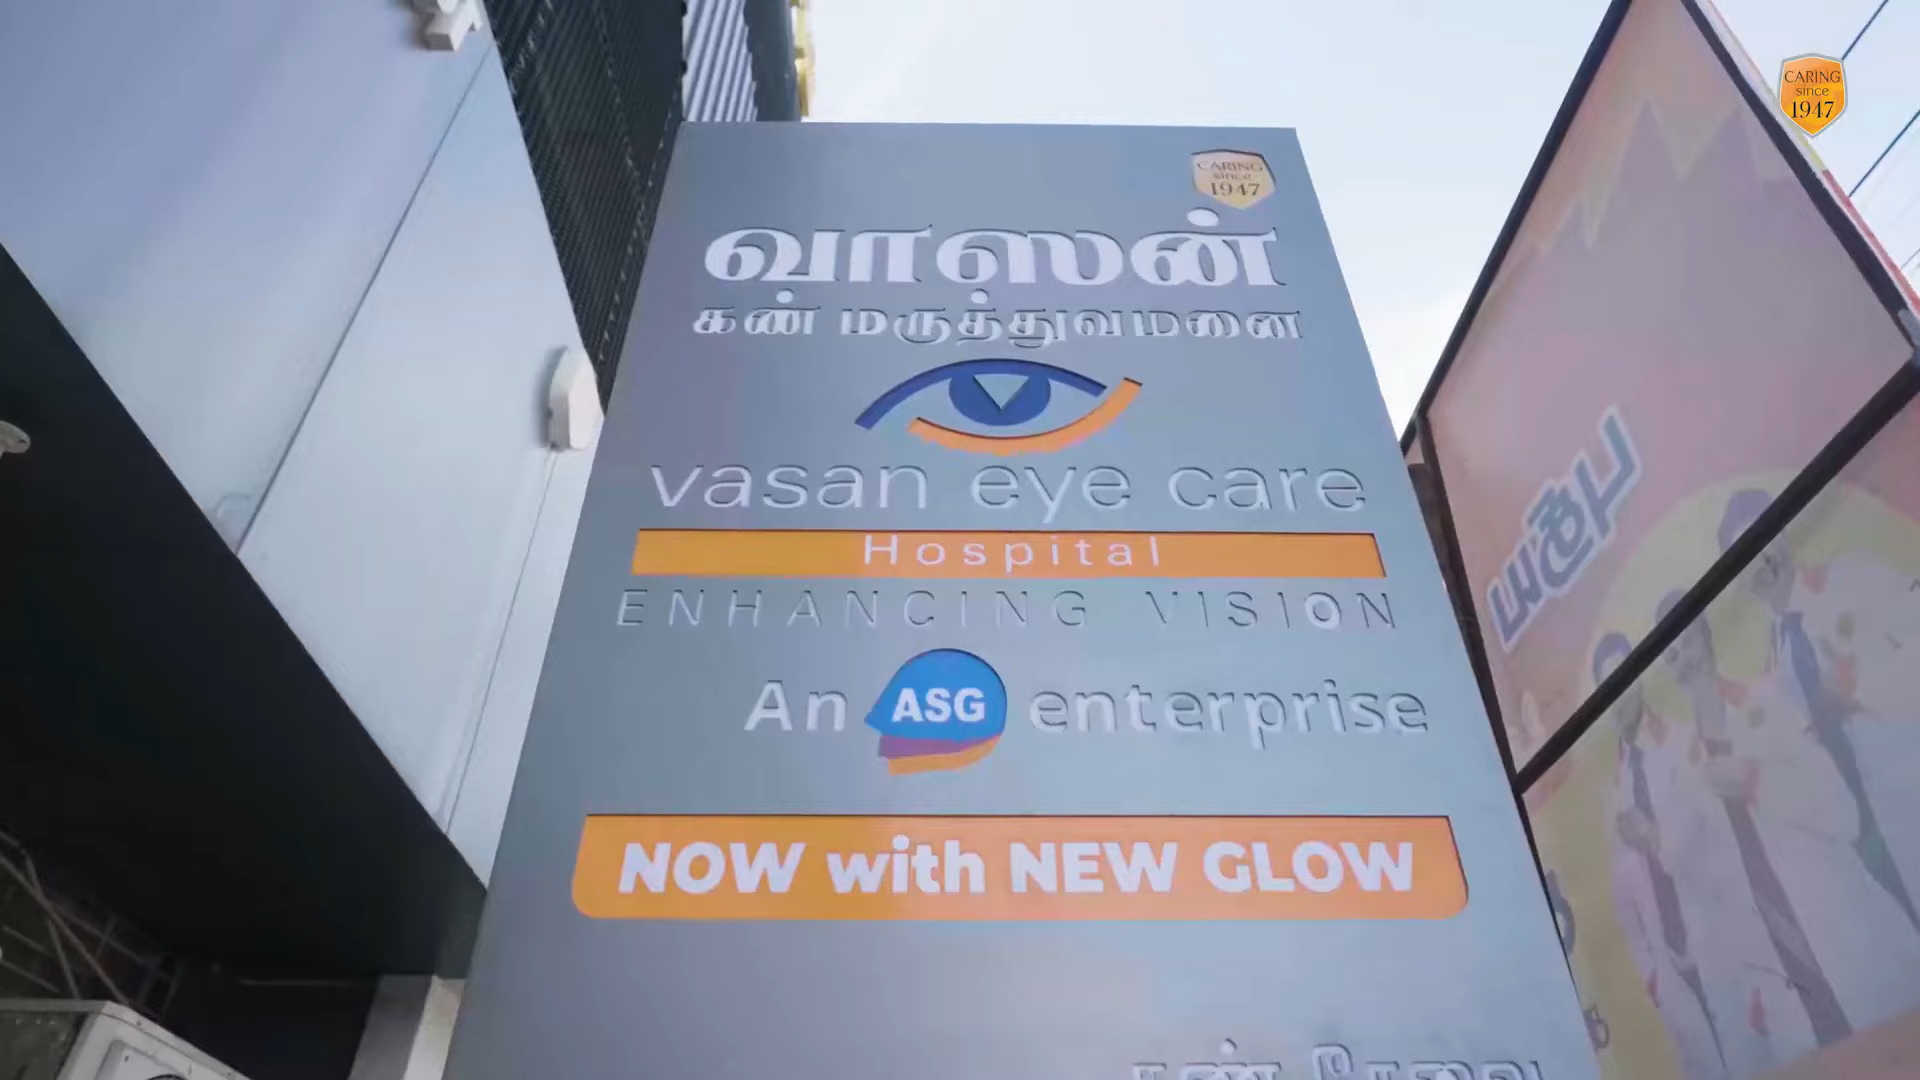 CARING
since
1947
CARING
since
1947
வாஸன்
கண் மருத்துவமனை
vasan eye care
Hospital
ENHANCING VISION
An ASG enterprise
NOW with NEW GLOW